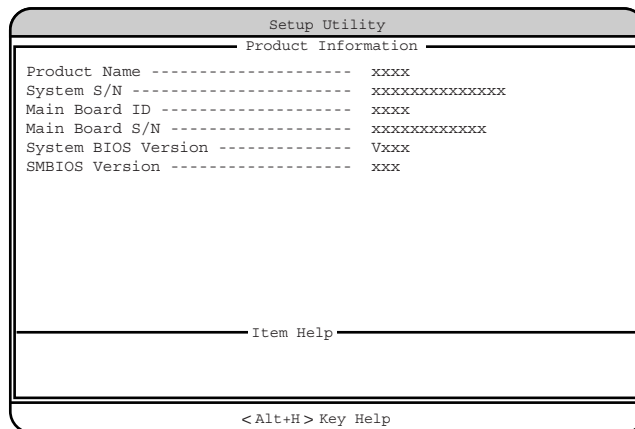 Setup Utility
Product Information
Product Name --------------------- xxxx
System S/N ----------------------- xxxxxxxxxxxxxx
Main Board ID -------------------- xxxx
Main Board S/N ------------------- xxxxxxxxxxxx
System BIOS Version -------------- Vxxx
SMBIOS Version ------------------- xxx
Item Help
<Alt+H> Key Help